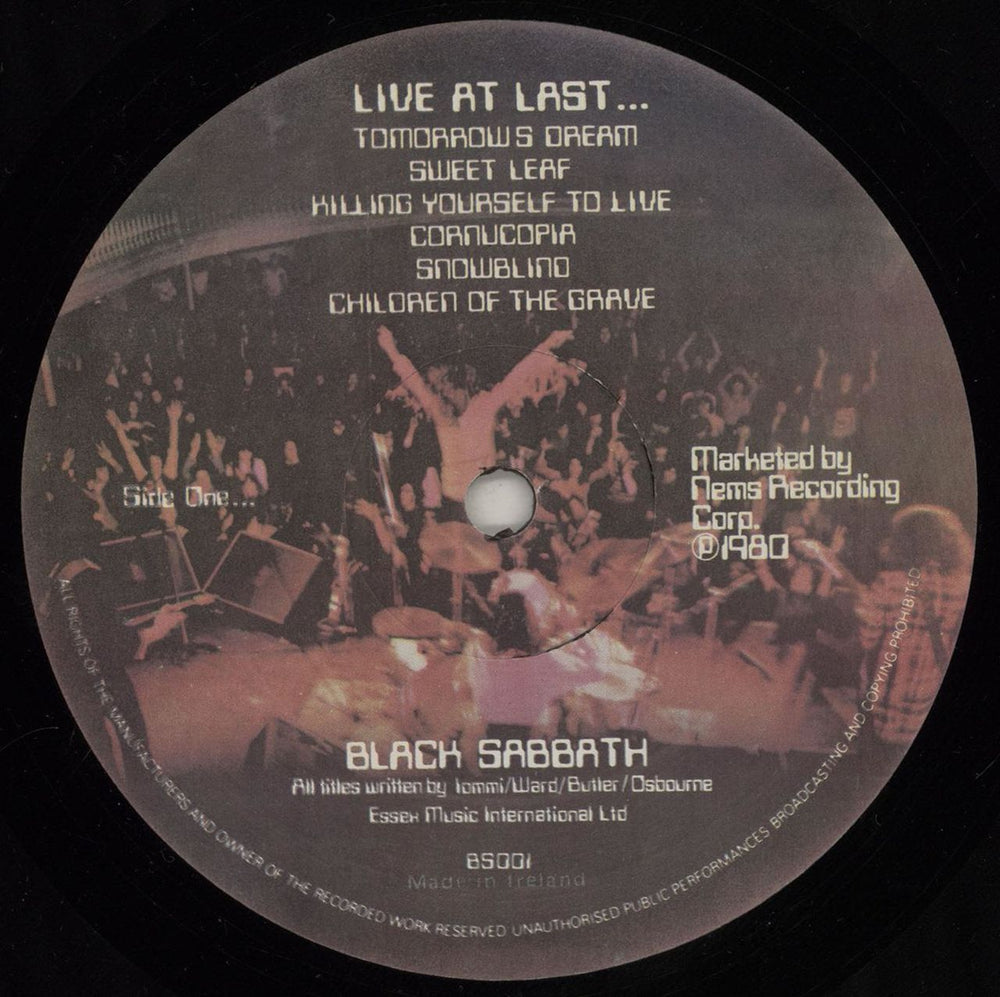 LIVE AT LAST...
TOMORROWS DREAM
SWEET LEAF
KILLING YOURSELF TO LIVE
CORNUCOPIA
SNOWBLIND
CHILDREN OF THE GRAVE
Side One...
Marketed by
Nems Recording
Corp.
℗1980
BLACK SABBATH
All titles written by Iommi/Ward/Butler/Osbourne
Essex Music International Ltd
BS001
Made in Ireland
ALL RIGHTS OF THE MANUFACTURERS AND OWNER OF THE RECORDED WORK RESERVED UNAUTHORISED PUBLIC PERFORMANCES BROADCASTING AND COPYING PROHIBITED